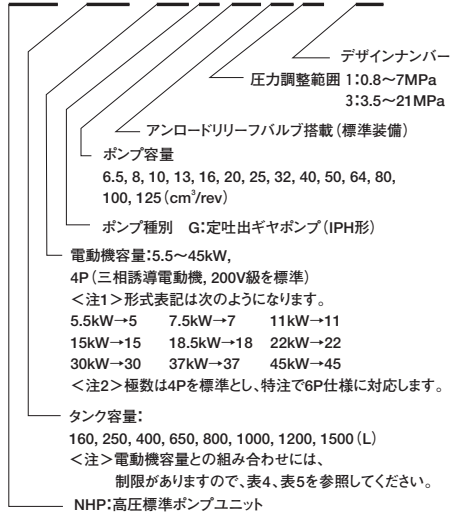 デザインナンバー
圧力調整範囲 1:0.8～7MPa
3:3.5～21MPa
アンロードリリーフバルブ搭載(標準装備)
ポンプ容量
6.5, 8, 10, 13, 16, 20, 25, 32, 40, 50, 64, 80,
100, 125(cm³/rev)
ポンプ種別 G:定吐出ギヤポンプ(IPH形)
電動機容量:5.5～45kW,
4P(三相誘導電動機, 200V級を標準)
＜注1＞形式表記は次のようになります。
5.5kW→5 7.5kW→7 11kW→11
15kW→15 18.5kW→18 22kW→22
30kW→30 37kW→37 45kW→45
＜注2＞極数は4Pを標準とし、特注で6P仕様に対応します。
タンク容量:
160, 250, 400, 650, 800, 1000, 1200, 1500(L)
＜注＞電動機容量との組み合わせには、
制限がありますので、表4、表5を参照してください。
NHP:高圧標準ポンプユニット